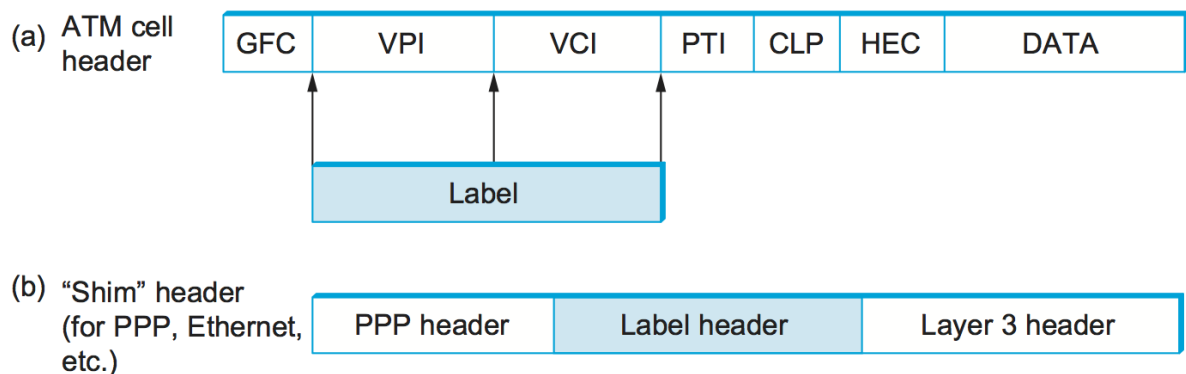 (a) ATM cell
header
GFC VPI VCI PTI CLP HEC DATA
Label
(b) “Shim” header
(for PPP, Ethernet,
etc.)
PPP header Label header Layer 3 header